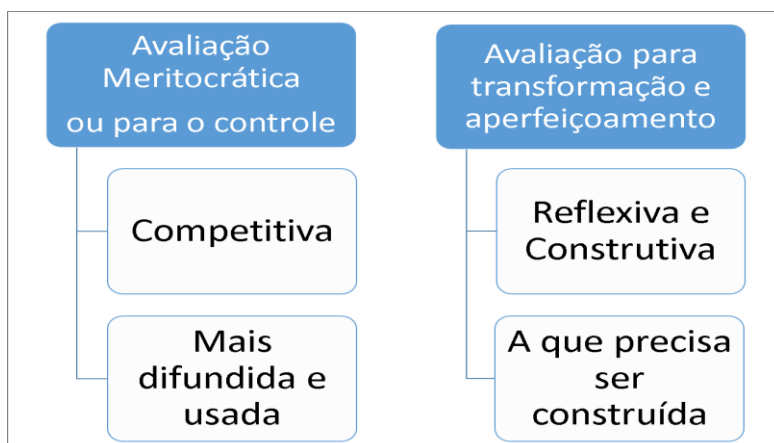 Avaliação
Meritocrática
ou para o controle
Competitiva
Mais
difundida e
usada
Avaliação para
transformação e
aperfeiçoamento
Reflexiva e
Construtiva
A que precisa
ser
construída